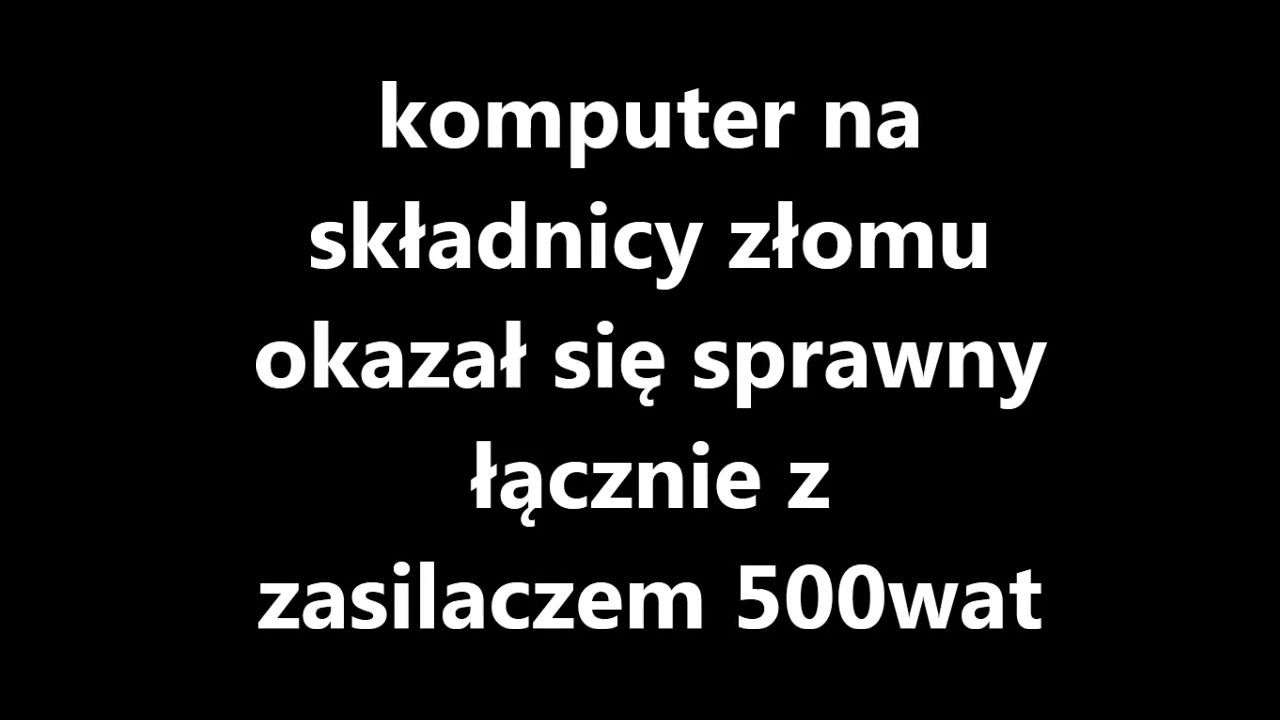 komputer na
składnicy złomu
okazał się sprawny
łącznie z
zasilaczem 500wat